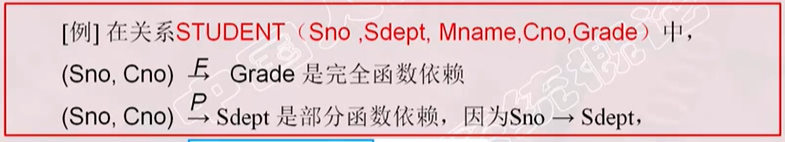 [例] 在关系STUDENT（Sno ,Sdept, Mname,Cno,Grade）中，
(Sno, Cno) F→ Grade 是完全函数依赖
(Sno, Cno) P→ Sdept 是部分函数依赖，因为Sno → Sdept，